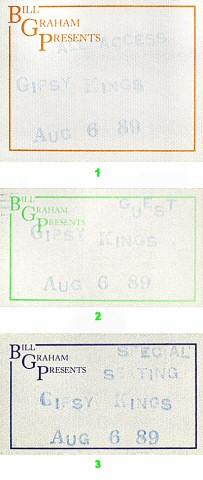 BILL
GRAHAM
PRESENTS
ALL ACCESS
GIPSY KINGS
AUG 6 89
1
BILL
GRAHAM
PRESENTS
GUEST
GIPSY KINGS
AUG 6 89
2
BILL
GRAHAM
PRESENTS
SPECIAL
SEATING
GIPSY KINGS
AUG 6 89
3